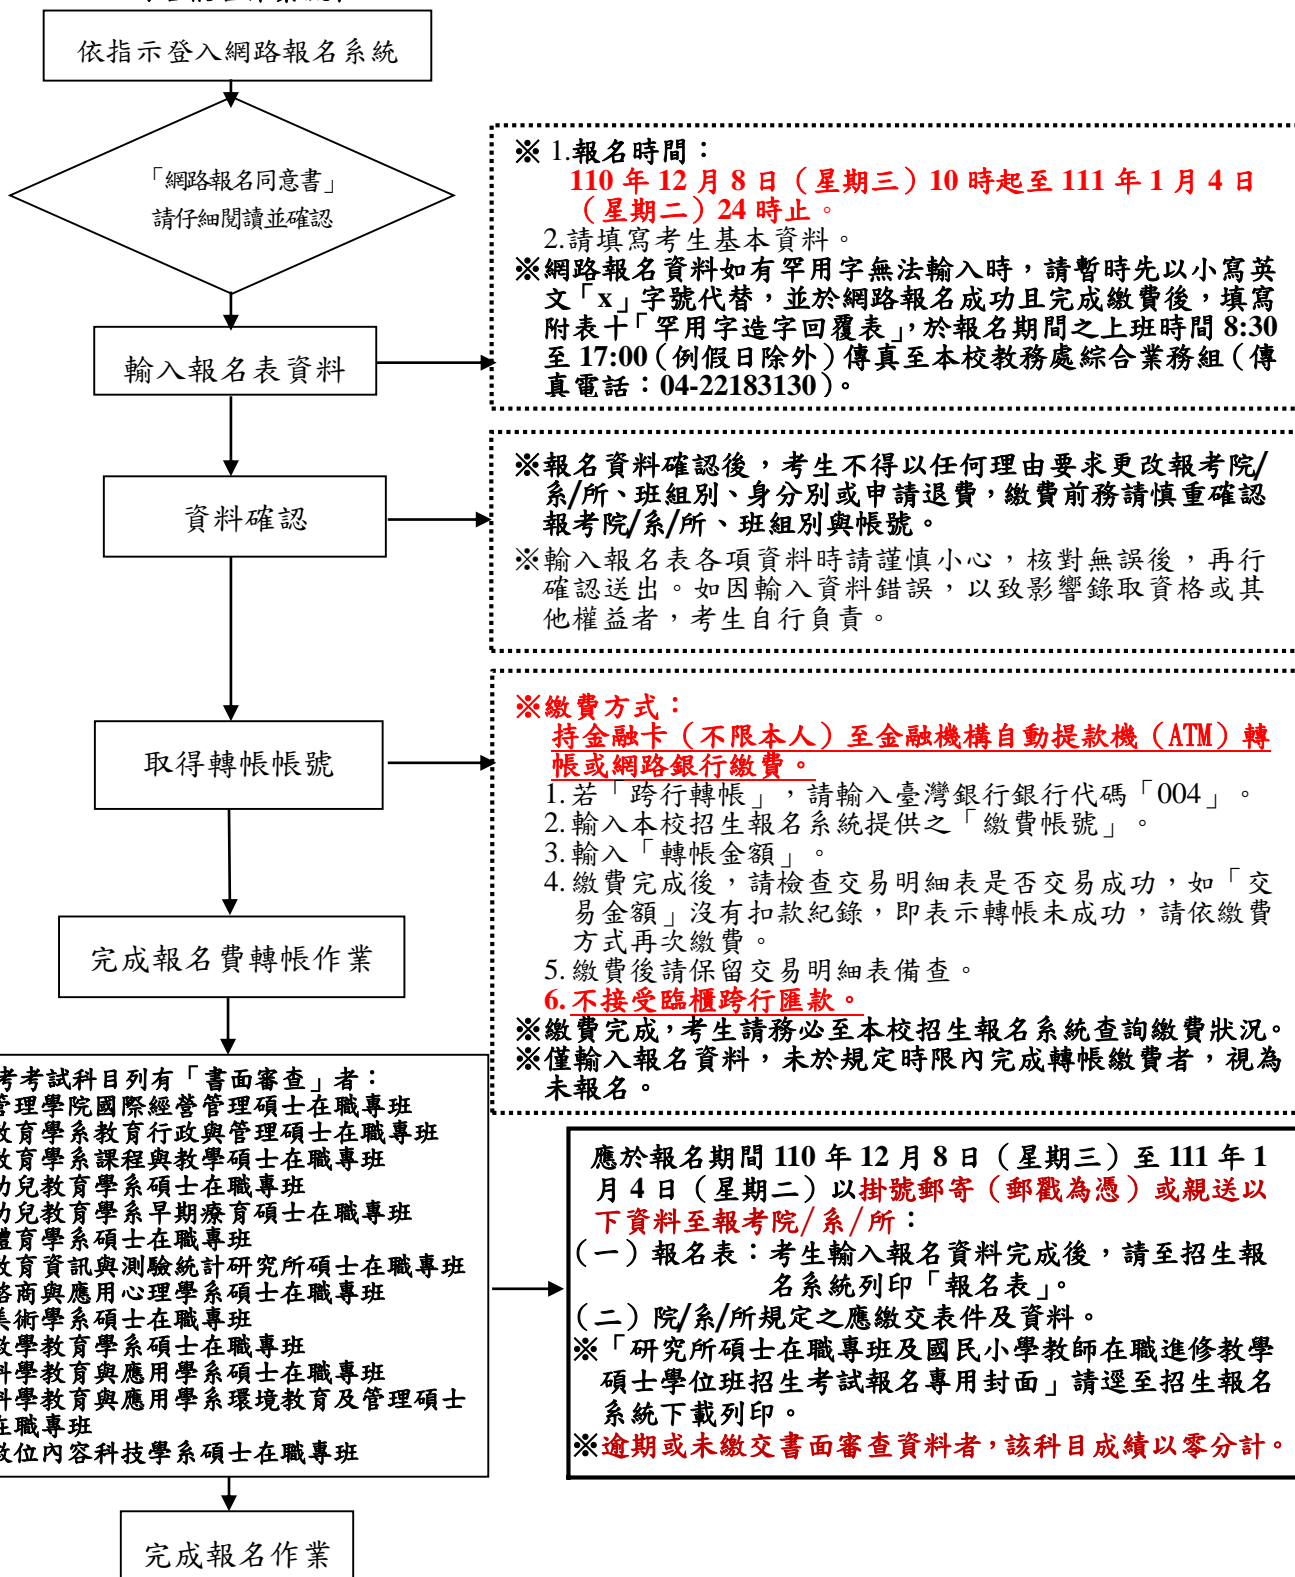 依指示登入網路報名系統
「網路報名同意書」
請仔細閱讀並確認
※ 1.報名時間：
110 年 12 月 8 日（星期三）10 時起至 111 年 1 月 4 日
（星期二）24 時止。
2.請填寫考生基本資料。
※網路報名資料如有罕用字無法輸入時，請暫時先以小寫英
文「x」字號代替，並於網路報名成功且完成繳費後，填寫
附表十「罕用字造字回覆表」，於報名期間之上班時間 8:30
至 17:00（例假日除外）傳真至本校教務處綜合業務組（傳
真電話：04-22183130）。
輸入報名表資料
※報名資料確認後，考生不得以任何理由要求更改報考院/
系/所、班組別、身分別或申請退費，繳費前務請慎重確認
報考院/系/所、班組別與帳號。
※輸入報名表各項資料時請謹慎小心，核對無誤後，再行
確認送出。如因輸入資料錯誤，以致影響錄取資格或其
他權益者，考生自行負責。
資料確認
※繳費方式：
持金融卡（不限本人）至金融機構自動提款機（ATM）轉
帳或網路銀行繳費。
1.若「跨行轉帳」，請輸入臺灣銀行銀行代碼「004」。
2.輸入本校招生報名系統提供之「繳費帳號」。
3.輸入「轉帳金額」。
4.繳費完成後，請檢查交易明細表是否交易成功，如「交
易金額」沒有扣款紀錄，即表示轉帳未成功，請依繳費
方式再次繳費。
5.繳費後請保留交易明細表備查。
6.不接受臨櫃跨行匯款。
※繳費完成，考生請務必至本校招生報名系統查詢繳費狀況。
※僅輸入報名資料，未於規定時限內完成轉帳繳費者，視為
未報名。
取得轉帳帳號
完成報名費轉帳作業
考考試科目列有「書面審查」者：
管理學院國際經營管理碩士在職專班
教育學系教育行政與管理碩士在職專班
教育學系課程與教學碩士在職專班
幼兒教育學系碩士在職專班
幼兒教育學系早期療育碩士在職專班
體育學系碩士在職專班
教育資訊與測驗統計研究所碩士在職專班
諮商與應用心理學系碩士在職專班
美術學系碩士在職專班
數學教育學系碩士在職專班
科學教育與應用學系碩士在職專班
科學教育與應用學系環境教育及管理碩士
在職專班
數位內容科技學系碩士在職專班
應於報名期間 110 年 12 月 8 日（星期三）至 111 年 1
月 4 日（星期二）以掛號郵寄（郵戳為憑）或親送以
下資料至報考院/系/所：
（一）報名表：考生輸入報名資料完成後，請至招生報
名系統列印「報名表」。
（二）院/系/所規定之應繳交表件及資料。
※「研究所碩士在職專班及國民小學教師在職進修教學
碩士學位班招生考試報名專用封面」請逕至招生報名
系統下載列印。
※逾期或未繳交書面審查資料者，該科目成績以零分計。
完成報名作業